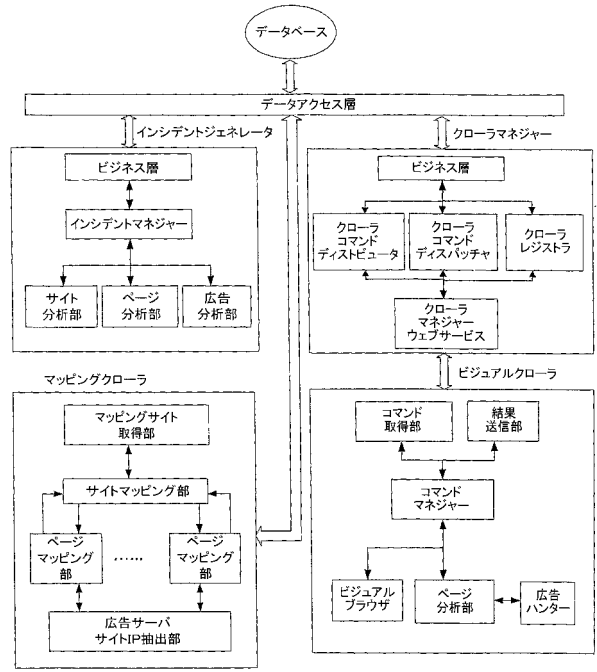 データベース
データアクセス層
インシデントジェネレータ
クローラマネジャー
ビジネス層
インシデントマネジャー
サイト
分析部
ページ
分析部
広告
分析部
ビジネス層
クローラ
コマンド
ディストビュータ
クローラ
コマンド
ディスパッチャ
クローラ
レジストラ
クローラ
マネジャー
ウェブサービス
マッピングクローラ
ビジュアルクローラ
マッピングサイト
取得部
サイトマッピング部
ページ
マッピング
部
......
ページ
マッピング
部
広告サーバ
サイトIP抽出部
コマンド
取得部
結果
送信部
コマンド
マネジャー
ビジュアル
ブラウザ
ページ
分析部
広告
ハンター